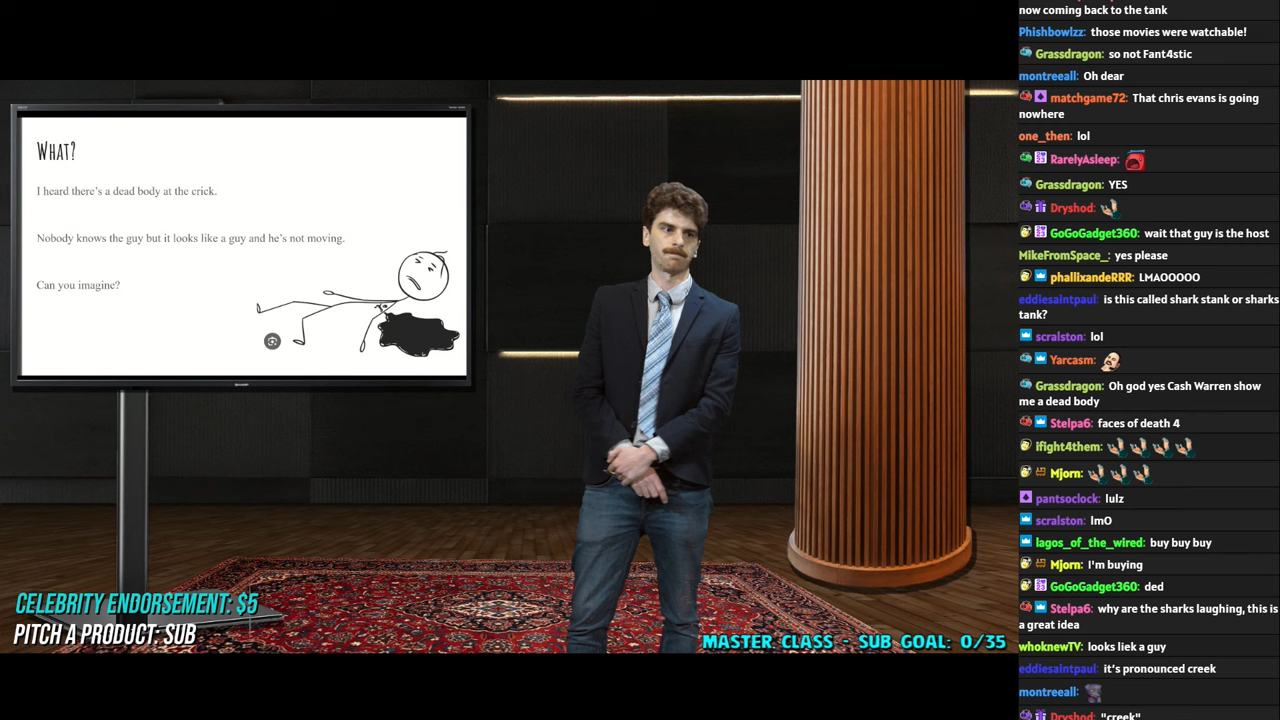 WHAT?
I heard there's a dead body at the crick.
Nobody knows the guy but it looks like a guy and he's not moving.
Can you imagine?
SHARP
CELEBRITY ENDORSEMENT: $5
PITCH A PRODUCT: SUB
MASTER CLASS - SUB GOAL: 0/35
now coming back to the tank
Phishbowlzz: those movies were watchable!
Grassdragon: so not Fant4stic
montreeall: Oh dear
matchgame72: That chris evans is going
nowhere
one_then: lol
RarelyAsleep:
Grassdragon: YES
Dryshod:
GoGoGadget360: wait that guy is the host
MikeFromSpace_: yes please
phallixandeRRR: LMAOOOOO
eddiesaintpaul: is this called shark stank or sharks
tank?
scralston: lol
Yarcasm:
Grassdragon: Oh god yes Cash Warren show
me a dead body
Stelpa6: faces of death 4
ifight4them:
Mjorn:
pantsoclock: lulz
scralston: lmO
lagos_of_the_wired: buy buy buy
Mjorn: I'm buying
GoGoGadget360: ded
Stelpa6: why are the sharks laughing, this is
a great idea
whoknewTV: looks liek a guy
eddiesaintpaul: it's pronounced creek
montreeall:
Dryshod: "creek"